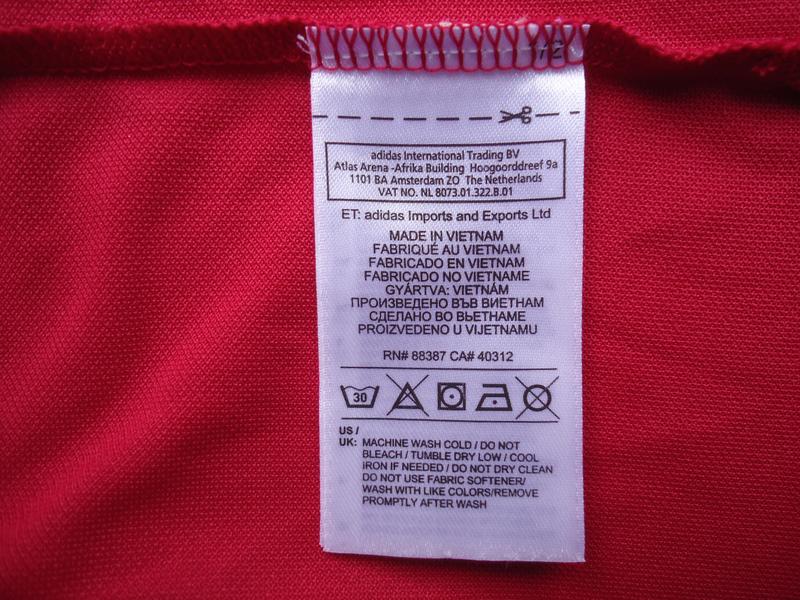 adidas International Trading BV
Atlas Arena -Afrika Building Hoogoorddreef 9a
1101 BA Amsterdam ZO The Netherlands
VAT NO. NL 8073.01.322.B.01
ET: adidas Imports and Exports Ltd
MADE IN VIETNAM
FABRIQUÉ AU VIETNAM
FABRICADO EN VIETNAM
FABRICADO NO VIETNAME
GYÁRTVA: VIETNÁM
ПРОИЗВЕДЕНО ВЪВ ВИЕТНАМ
СДЕЛАНО ВО ВЬЕТНАМЕ
PROIZVEDENO U VIJETNAMU
RN# 88387 CA# 40312
30
US /
UK: MACHINE WASH COLD / DO NOT
BLEACH / TUMBLE DRY LOW / COOL
IRON IF NEEDED / DO NOT DRY CLEAN
DO NOT USE FABRIC SOFTENER/
WASH WITH LIKE COLORS/REMOVE
PROMPTLY AFTER WASH